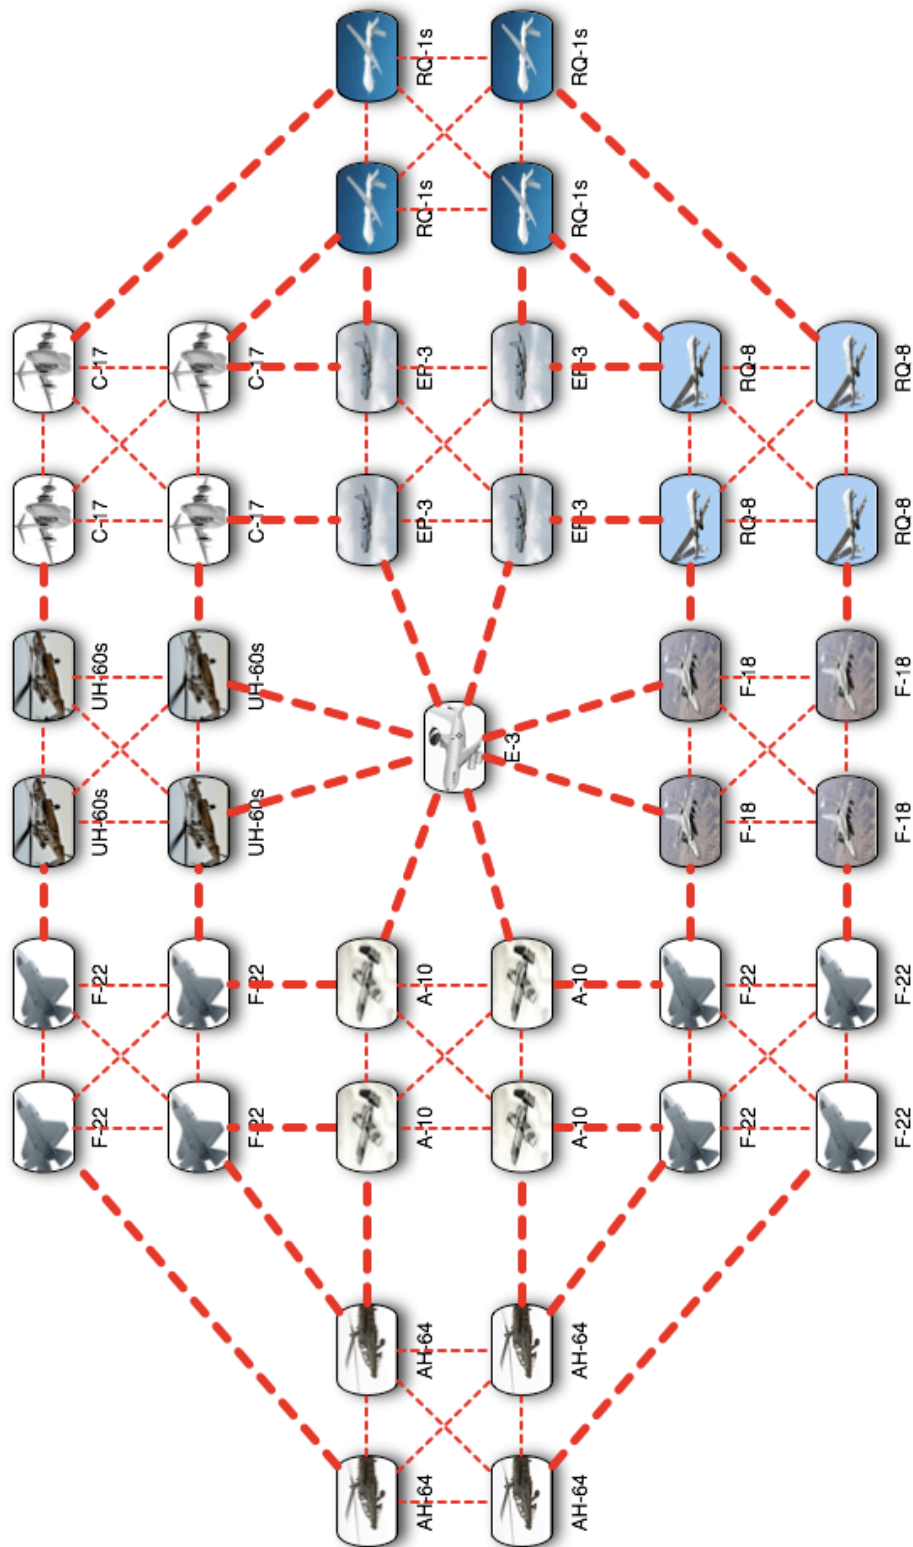 F-22 F-22 UH-60s UH-60s C-17 C-17
F-22 F-22 UH-60s UH-60s C-17 C-17
AH-64 AH-64 A-10 A-10 EP-3 EP-3 RQ-1s RQ-1s
E-3
AH-64 AH-64 A-10 A-10 EP-3 EP-3 RQ-1s RQ-1s
F-22 F-22 F-18 F-18 RQ-8 RQ-8
F-22 F-22 F-18 F-18 RQ-8 RQ-8